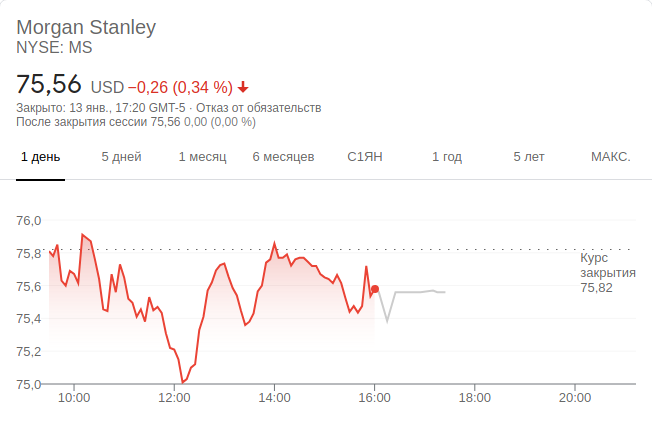 Morgan Stanley
NYSE: MS
75,56 USD −0,26 (0,34 %)
Закрыто: 13 янв., 17:20 GMT-5 · Отказ от обязательств
После закрытия сессии 75,56 0,00 (0,00 %)
1 день 5 дней 1 месяц 6 месяцев С1ЯН 1 год 5 лет МАКС.
76,0
75,8
75,6
75,4
75,2
75,0
Курс
закрытия
75,82
10:00 12:00 14:00 16:00 18:00 20:00